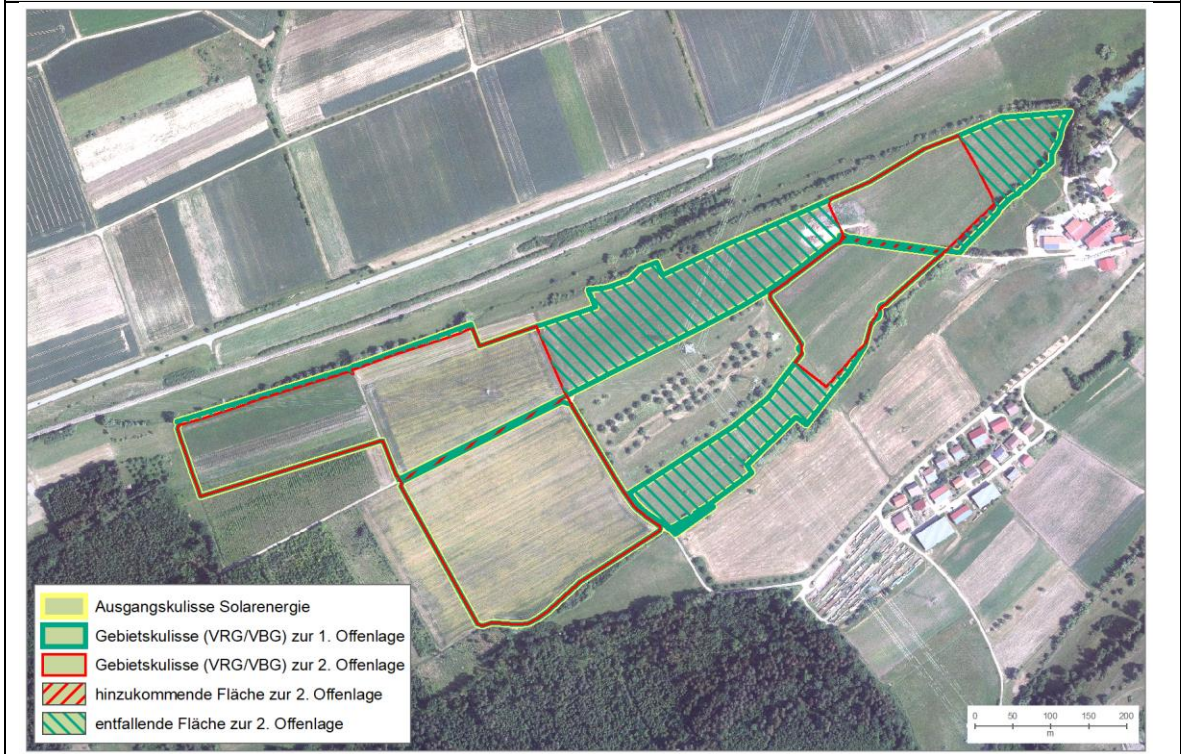 Ausgangskulisse Solarenergie
Gebietskulisse (VRG/VBG) zur 1. Offenlage
Gebietskulisse (VRG/VBG) zur 2. Offenlage
hinzukommende Fläche zur 2. Offenlage
entfallende Fläche zur 2. Offenlage
0 50 100 150 200
m